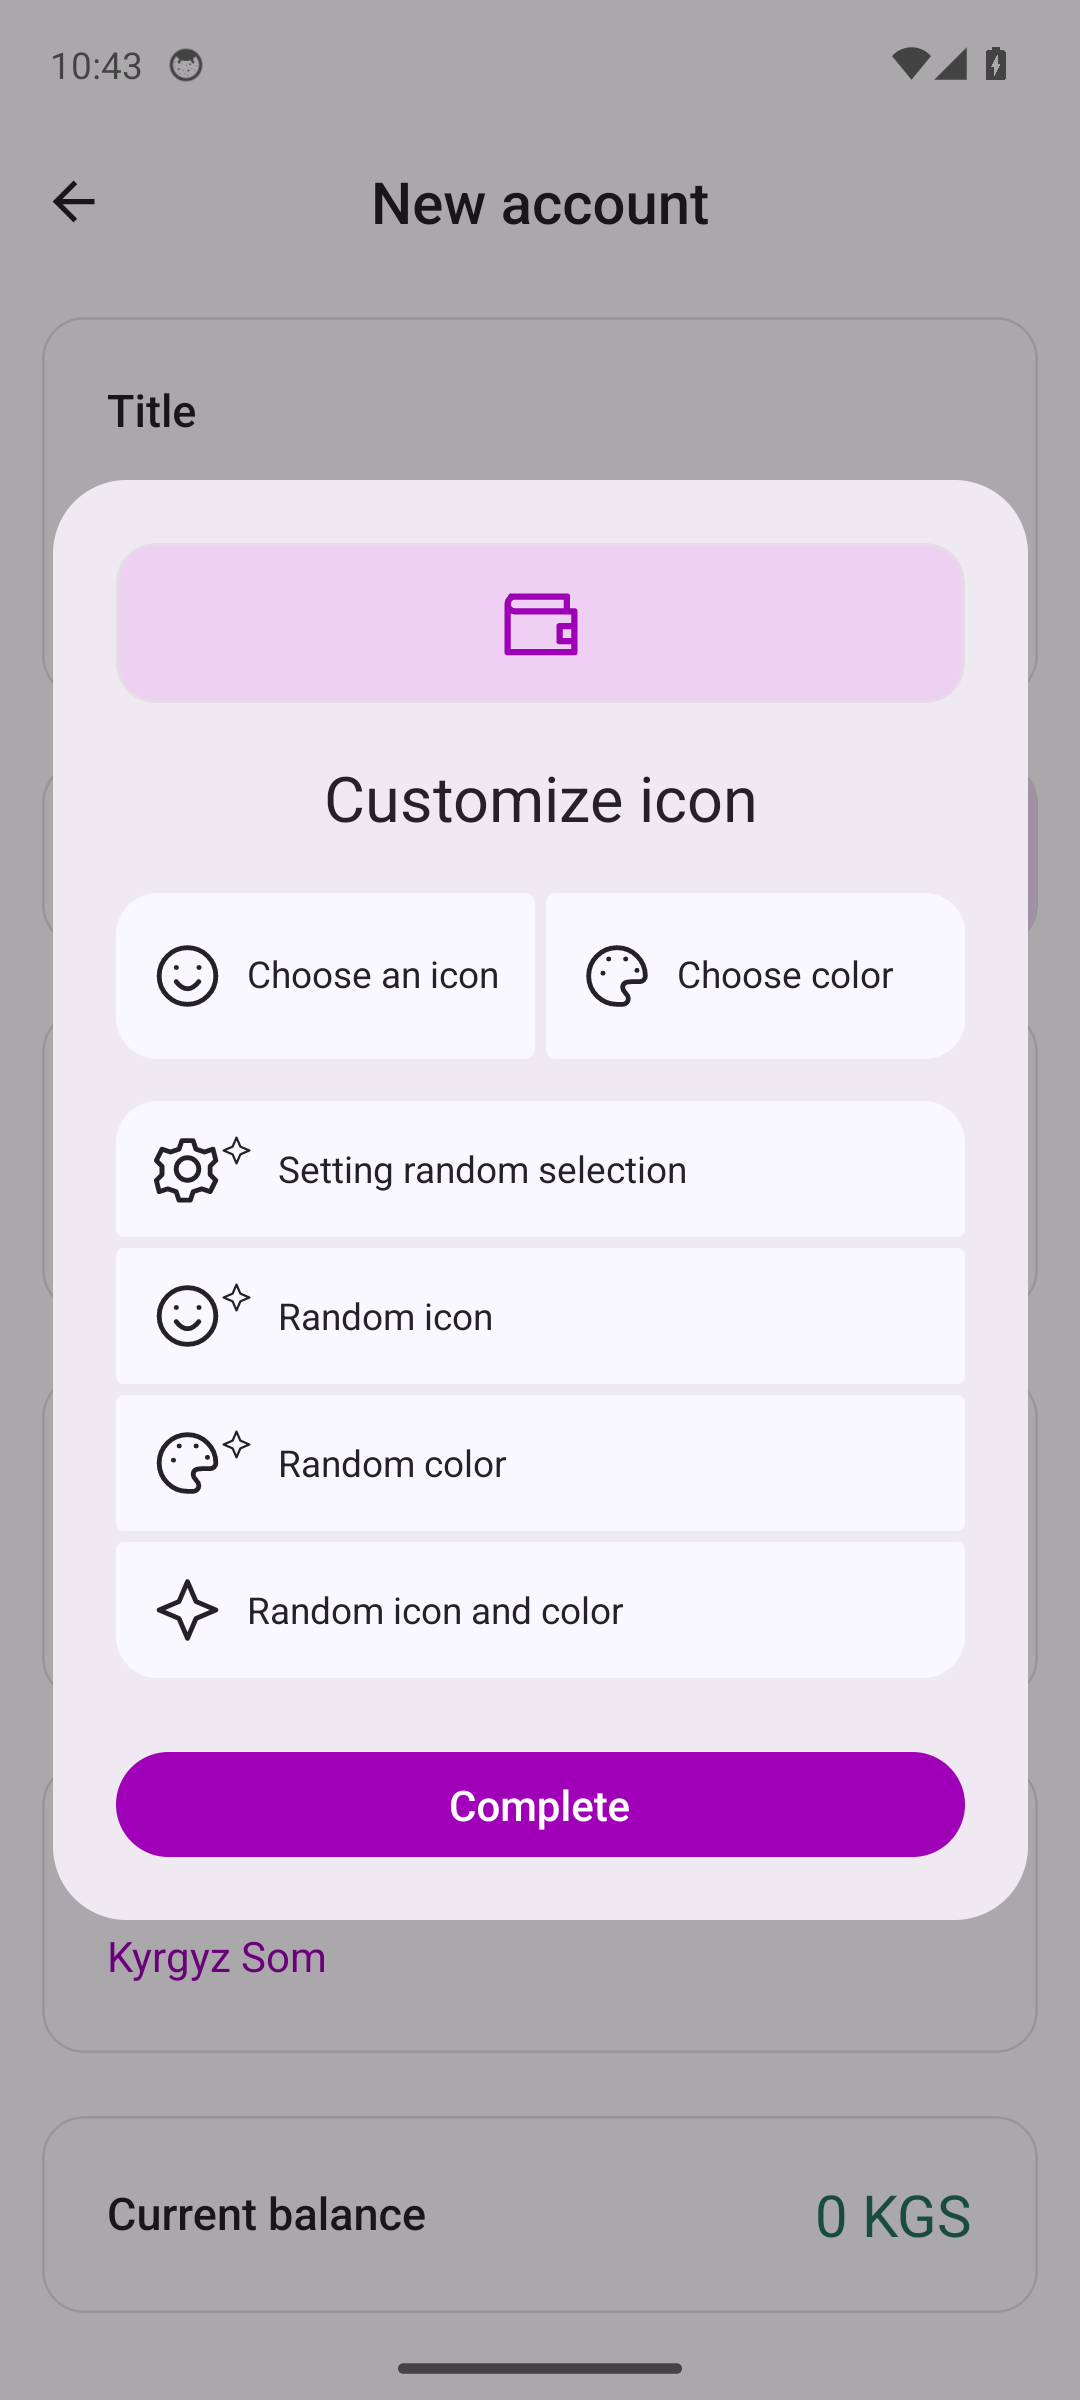 10:43
New account
Title
Customize icon
Choose an icon
Choose color
Setting random selection
Random icon
Random color
Random icon and color
Complete
Kyrgyz Som
Current balance
0 KGS